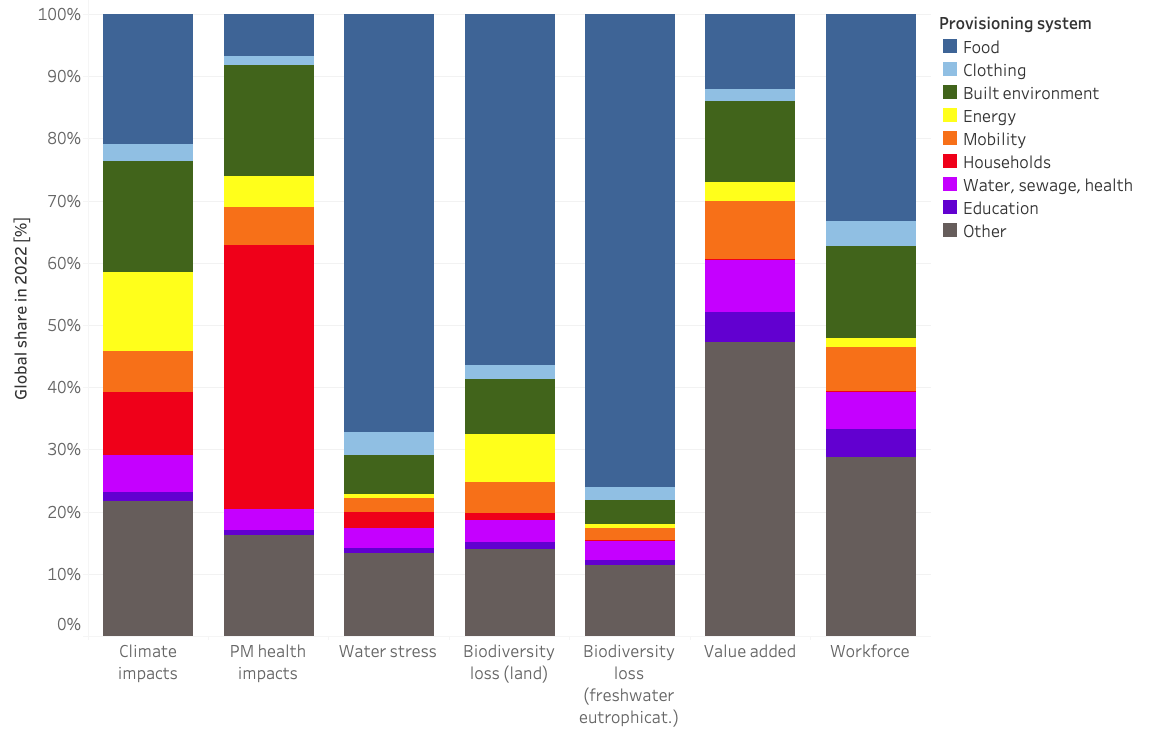 100%
90%
80%
70%
60%
50%
40%
30%
20%
10%
0%
Global share in 2022 [%]
Climate
impacts
PM health
impacts
Water stress
Biodiversity
loss (land)
Biodiversity
loss
(freshwater
eutrophicat.)
Value added
Workforce
Provisioning system
Food
Clothing
Built environment
Energy
Mobility
Households
Water, sewage, health
Education
Other